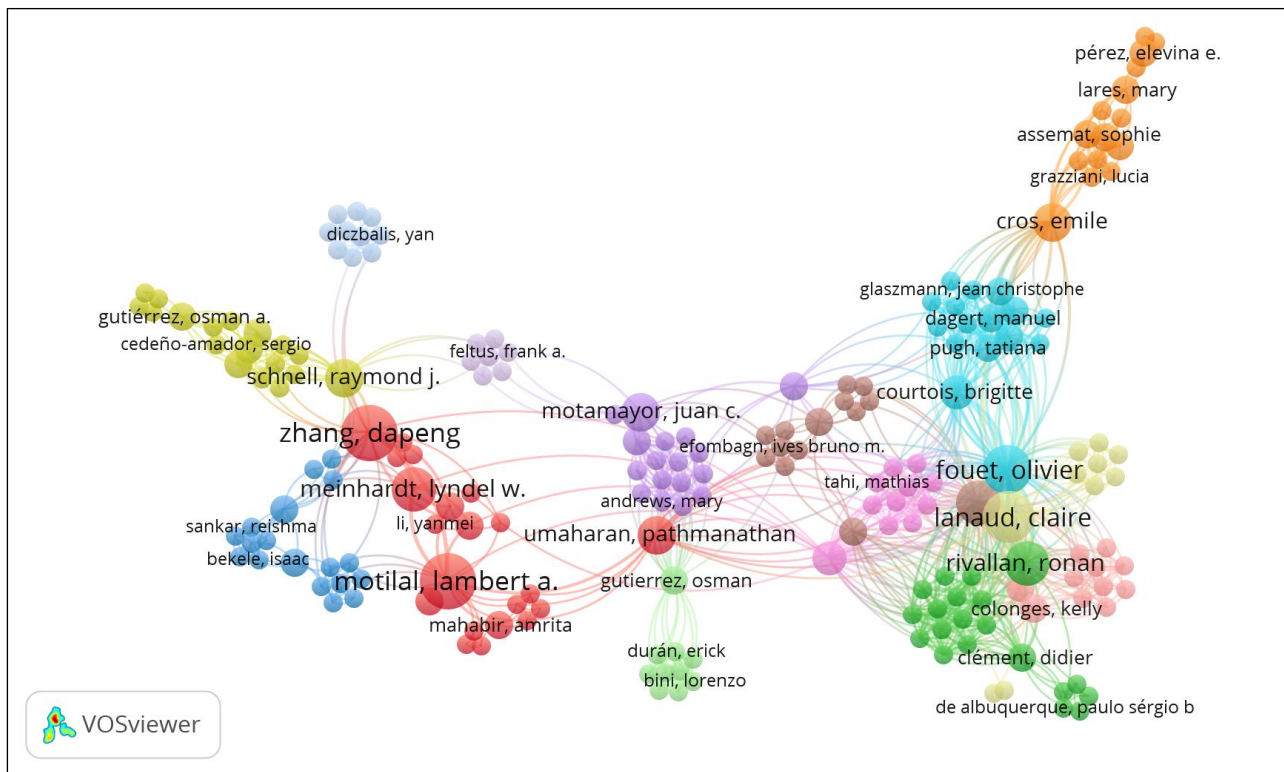 pérez, elevina e.
lares, mary
assemat, sophie
grazziani, lucia
cros, emile
diczbalis, yan
glaszmann, jean christophe
gutiérrez, osman a.
dagert, manuel
cedeño-amador, sergio
feltus, frank a.
pugh, tatiana
schnell, raymond j.
courtois, brigitte
motamayor, juan c.
zhang, dapeng
efombagn, ives bruno m.
fouet, olivier
tahi, mathias
meinhardt, lyndel w.
andrews, mary
lanaud, claire
sankar, reishma
li, yanmei
umaharan, pathmanathan
bekele, isaac
rivallan, ronan
motilal, lambert a.
gutierrez, osman
colonges, kelly
mahabir, amrita
durán, erick
clément, didier
bini, lorenzo
de albuquerque, paulo sérgio b
VOSviewer